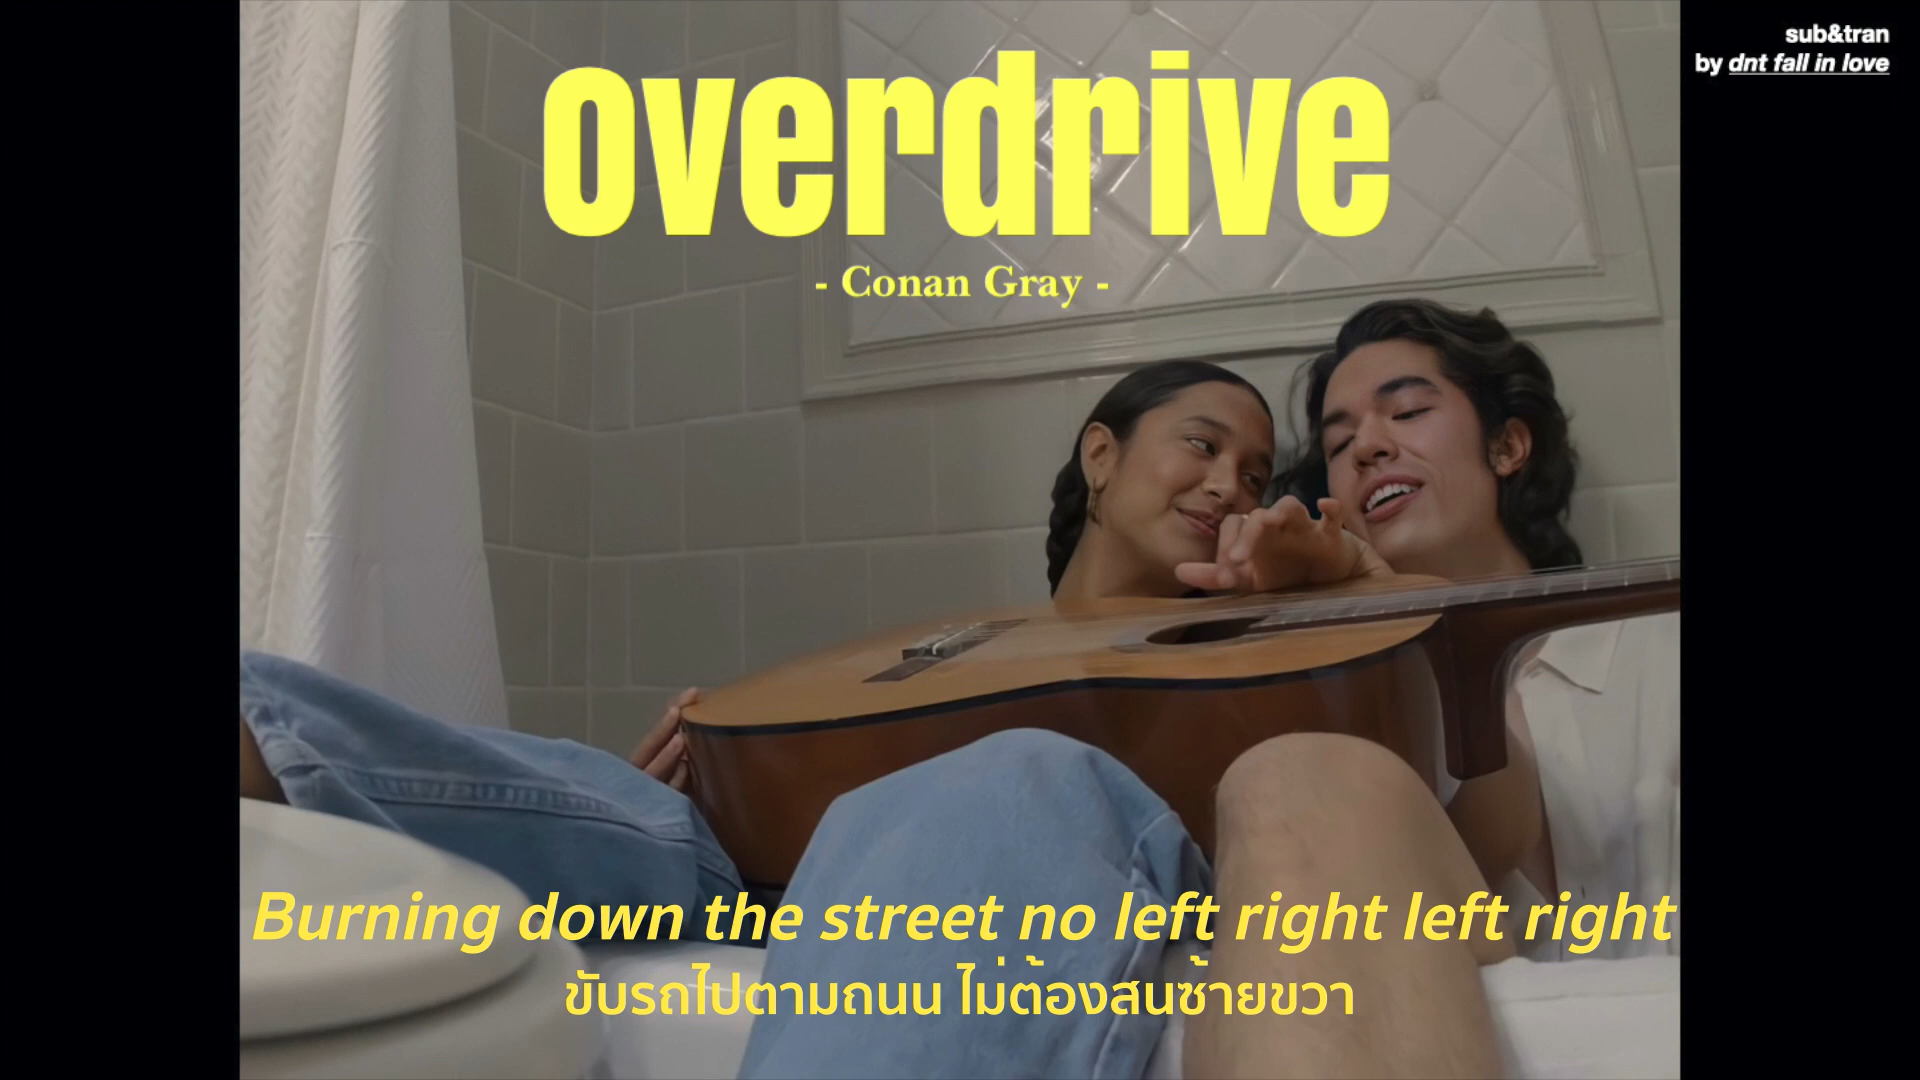 sub&tran
by dnt fall in love
overdrive
- Conan Gray -
Burning down the street no left right left right
ขับรถไปตามถนน ไม่ต้องสนซ้ายขวา